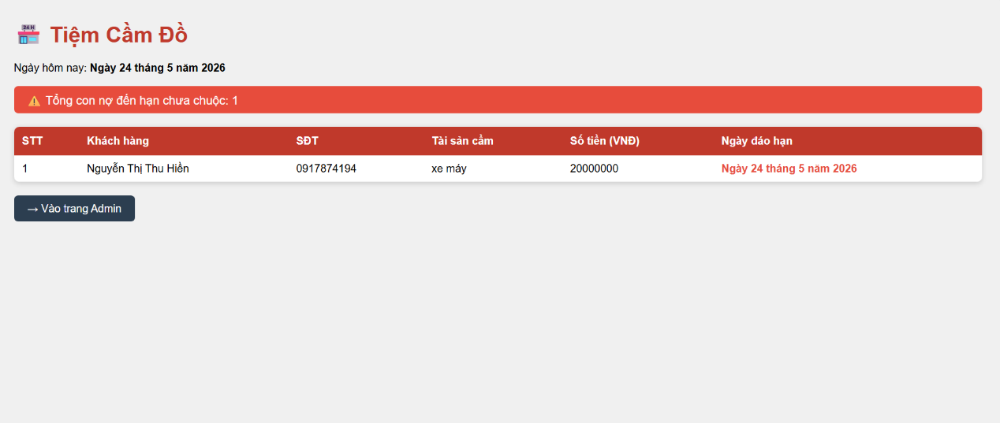 24 H
Tiệm Cầm Đồ
Ngày hôm nay: Ngày 24 tháng 5 năm 2026
Tổng con nợ đến hạn chưa chuộc: 1
STT Khách hàng SĐT Tài sản cầm Số tiền (VNĐ) Ngày dáo hạn
1 Nguyễn Thị Thu Hiền 0917874194 xe máy 20000000 Ngày 24 tháng 5 năm 2026
→ Vào trang Admin